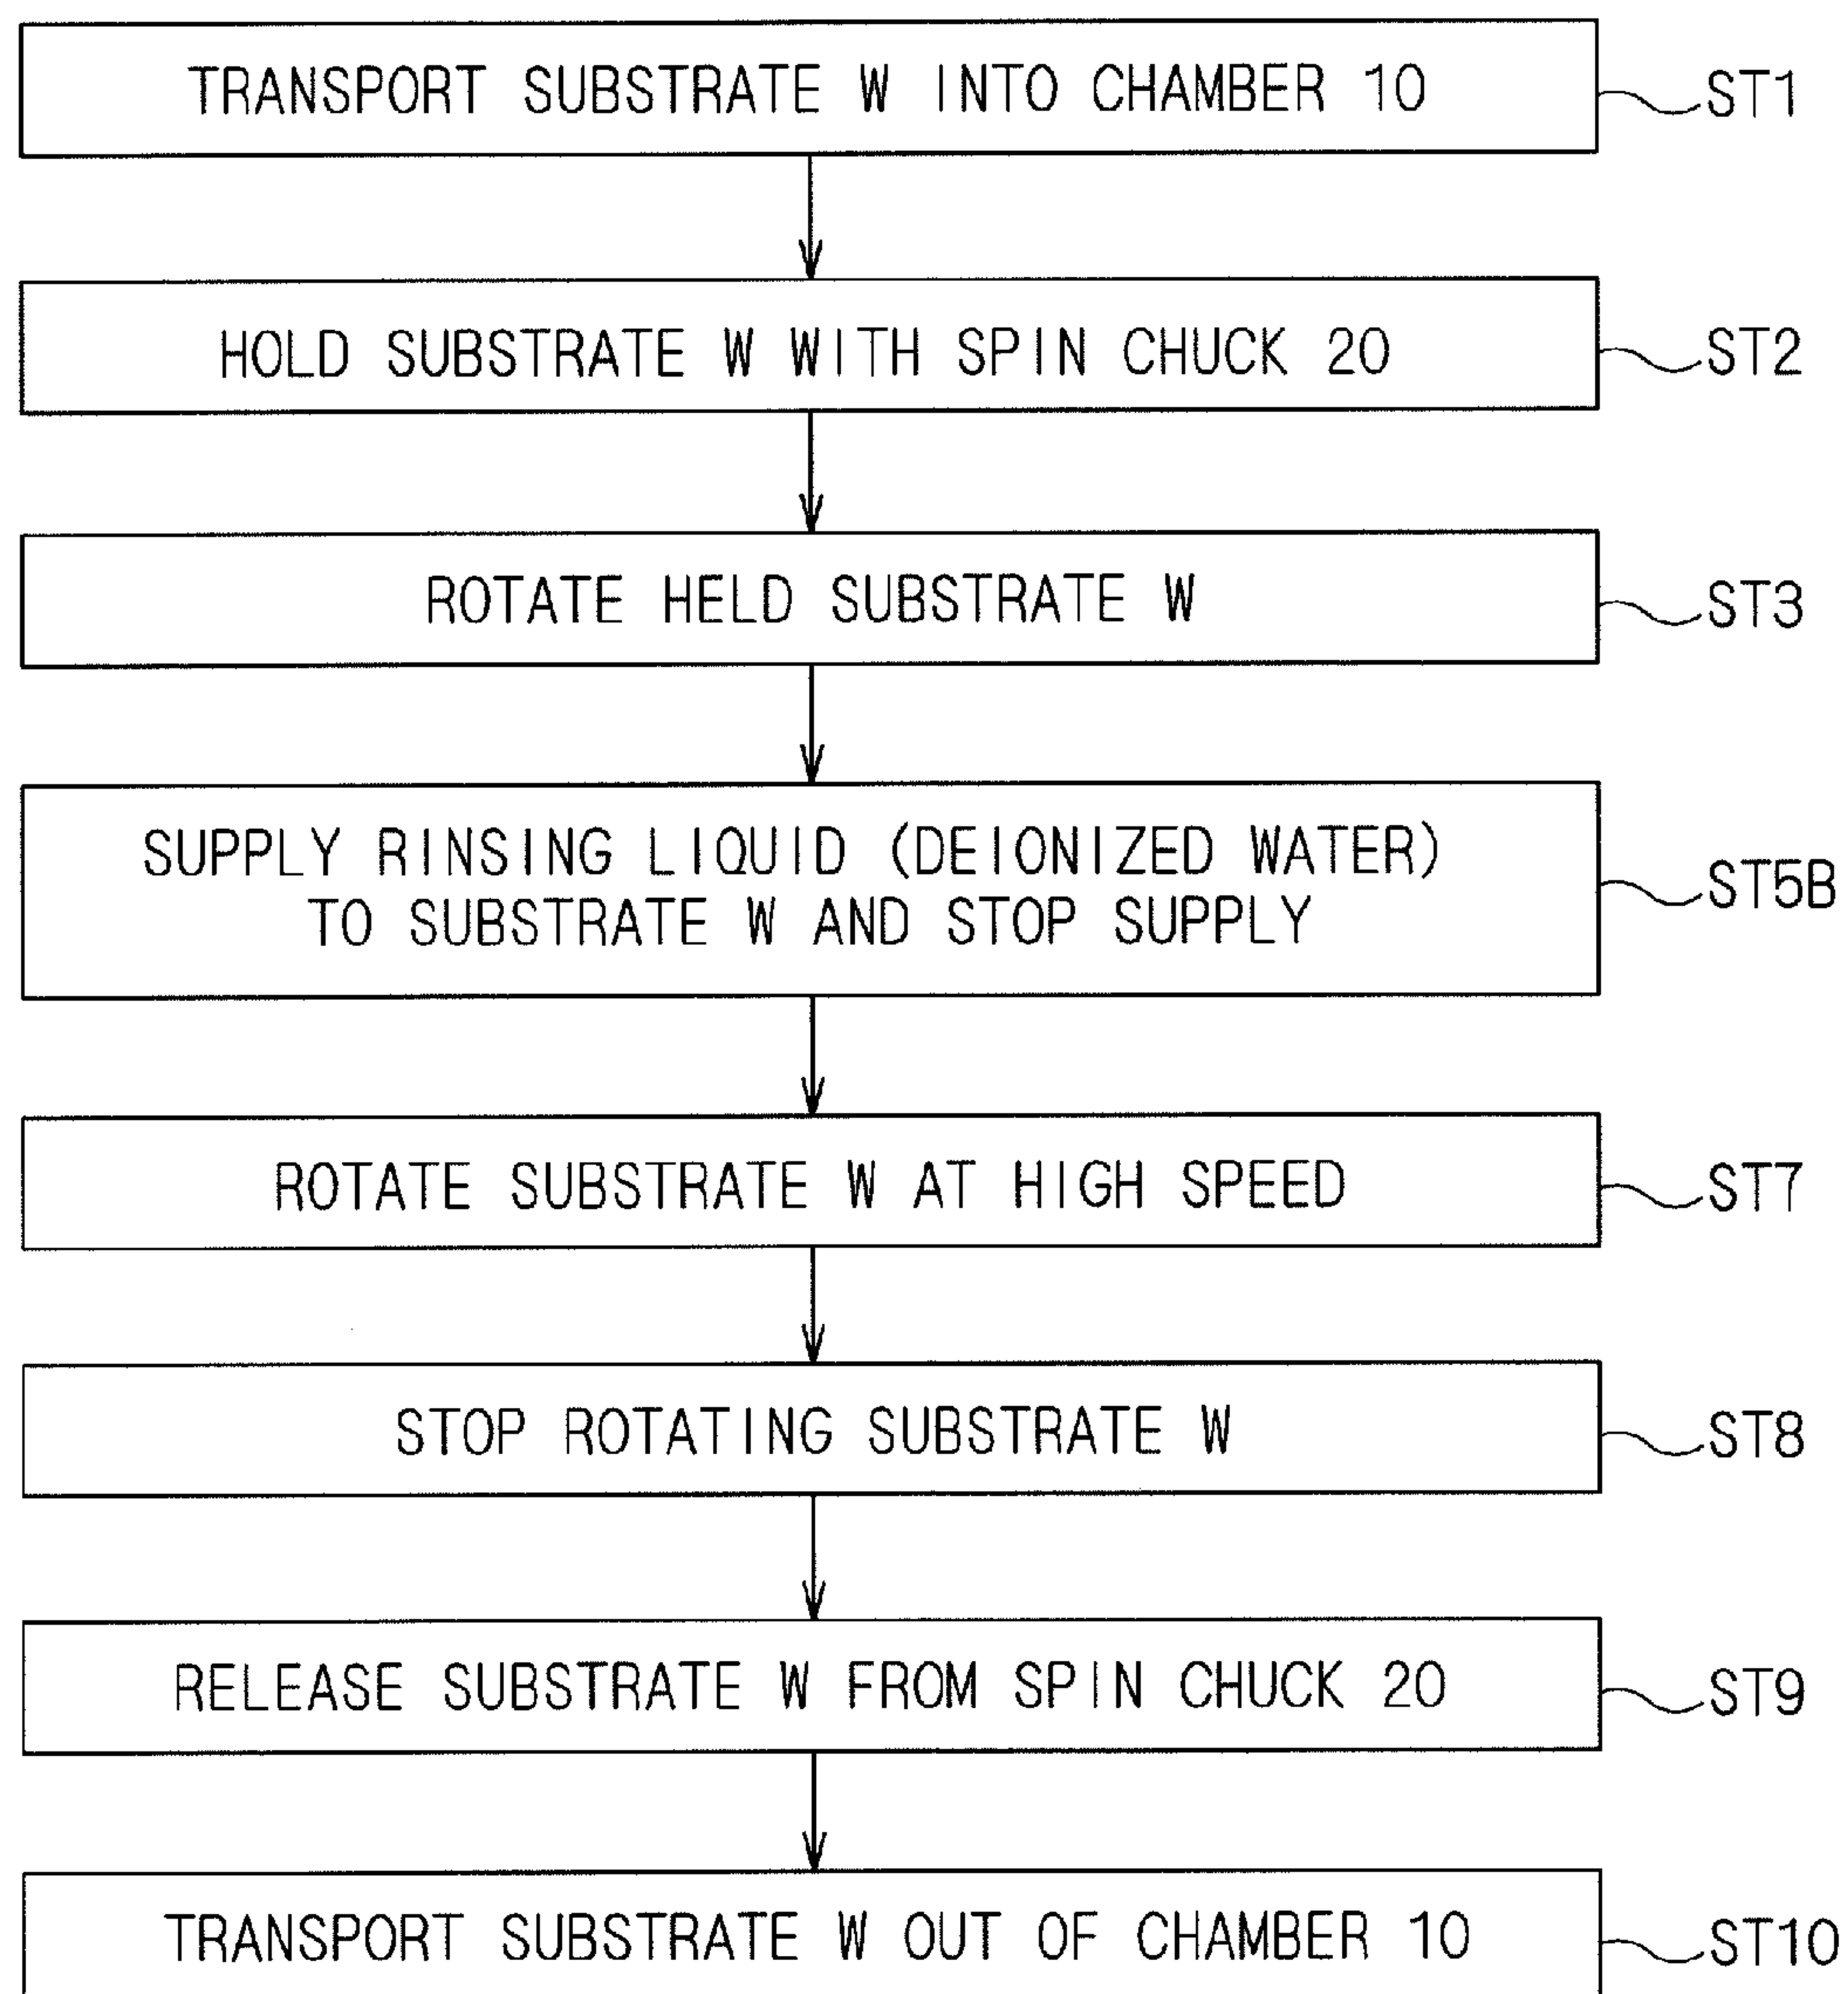 TRANSPORT SUBSTRATE W INTO CHAMBER 10
ST1
HOLD SUBSTRATE W WITH SPIN CHUCK 20
ST2
ROTATE HELD SUBSTRATE W
ST3
SUPPLY RINSING LIQUID (DEIONIZED WATER)
TO SUBSTRATE W AND STOP SUPPLY
ST5B
ROTATE SUBSTRATE W AT HIGH SPEED
ST7
STOP ROTATING SUBSTRATE W
ST8
RELEASE SUBSTRATE W FROM SPIN CHUCK 20
ST9
TRANSPORT SUBSTRATE W OUT OF CHAMBER 10
ST10